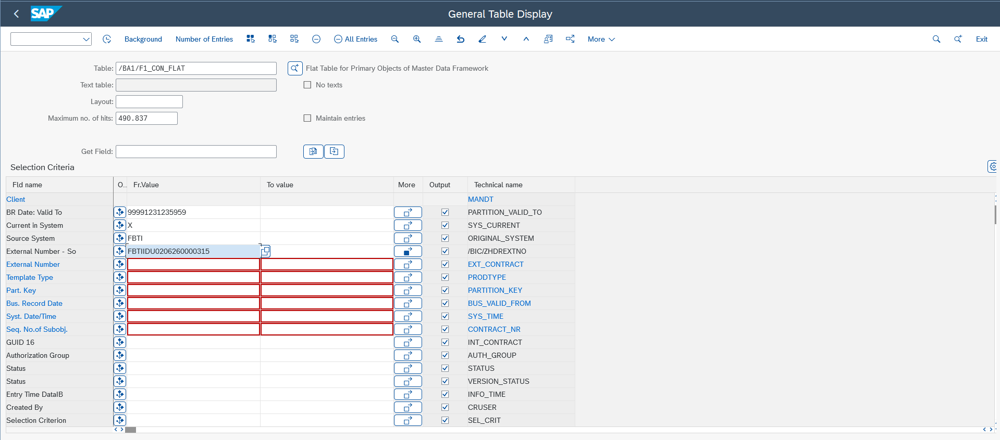 SAP General Table Display
Background Number of Entries All Entries More Exit
Table: /BA1/F1_CON_FLAT Flat Table for Primary Objects of Master Data Framework
Text table: No texts
Layout:
Maximum no. of hits: 490.837 Maintain entries
Get Field:
Selection Criteria
Fld name O... Fr.Value To value More Output Technical name
Client MANDT
BR Date: Valid To 99991231235959 PARTITION_VALID_TO
Current in System X SYS_CURRENT
Source System FBTI ORIGINAL_SYSTEM
External Number - So FBTIIDU0206260000315 /BIC/ZHDREXTNO
External Number EXT_CONTRACT
Template Type PRODTYPE
Part. Key PARTITION_KEY
Bus. Record Date BUS_VALID_FROM
Syst. Date/Time SYS_TIME
Seq. No.of Subobj. CONTRACT_NR
GUID 16 INT_CONTRACT
Authorization Group AUTH_GROUP
Status STATUS
Status VERSION_STATUS
Entry Time DataIB INFO_TIME
Created By CRUSER
Selection Criterion SEL_CRIT